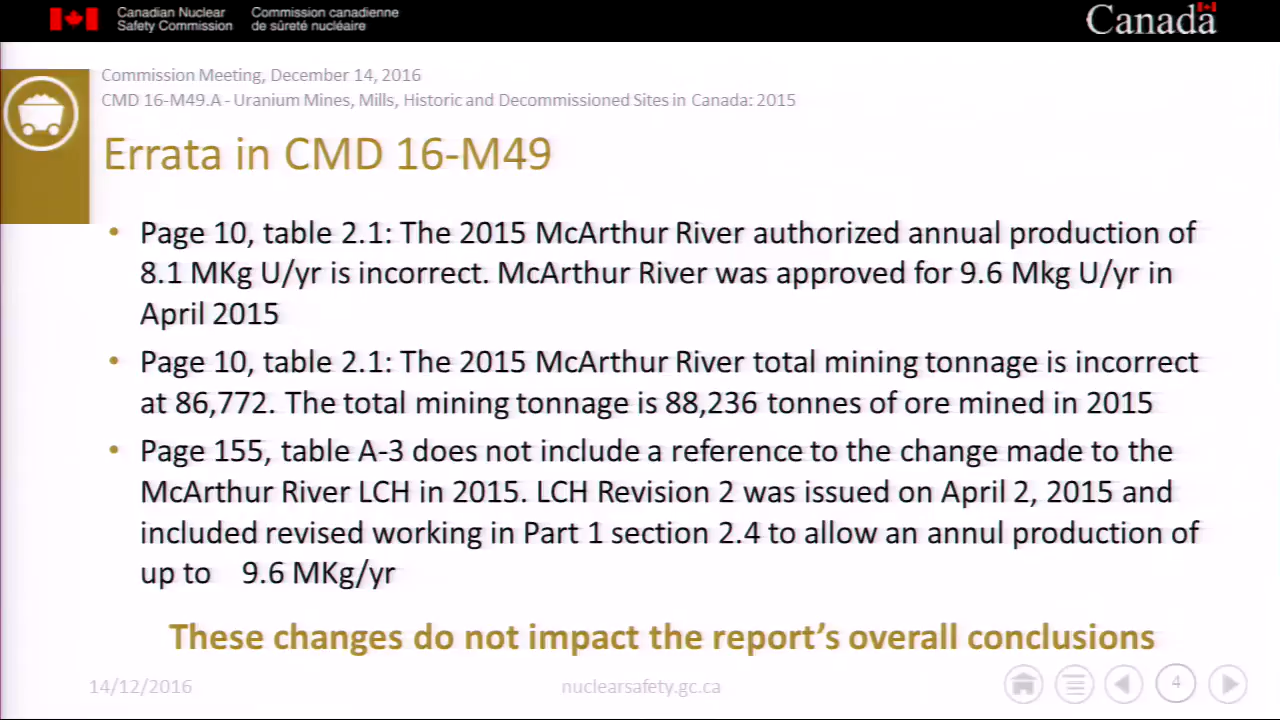 Canadian Nuclear Safety Commission
Commission canadienne de sûreté nucléaire
Canada
Commission Meeting, December 14, 2016
CMD 16-M49.A - Uranium Mines, Mills, Historic and Decommissioned Sites in Canada: 2015
Errata in CMD 16-M49
• Page 10, table 2.1: The 2015 McArthur River authorized annual production of
8.1 MKg U/yr is incorrect. McArthur River was approved for 9.6 Mkg U/yr in
April 2015
• Page 10, table 2.1: The 2015 McArthur River total mining tonnage is incorrect
at 86,772. The total mining tonnage is 88,236 tonnes of ore mined in 2015
• Page 155, table A-3 does not include a reference to the change made to the
McArthur River LCH in 2015. LCH Revision 2 was issued on April 2, 2015 and
included revised working in Part 1 section 2.4 to allow an annul production of
up to 9.6 MKg/yr
These changes do not impact the report's overall conclusions
14/12/2016
nuclearsafety.gc.ca
4